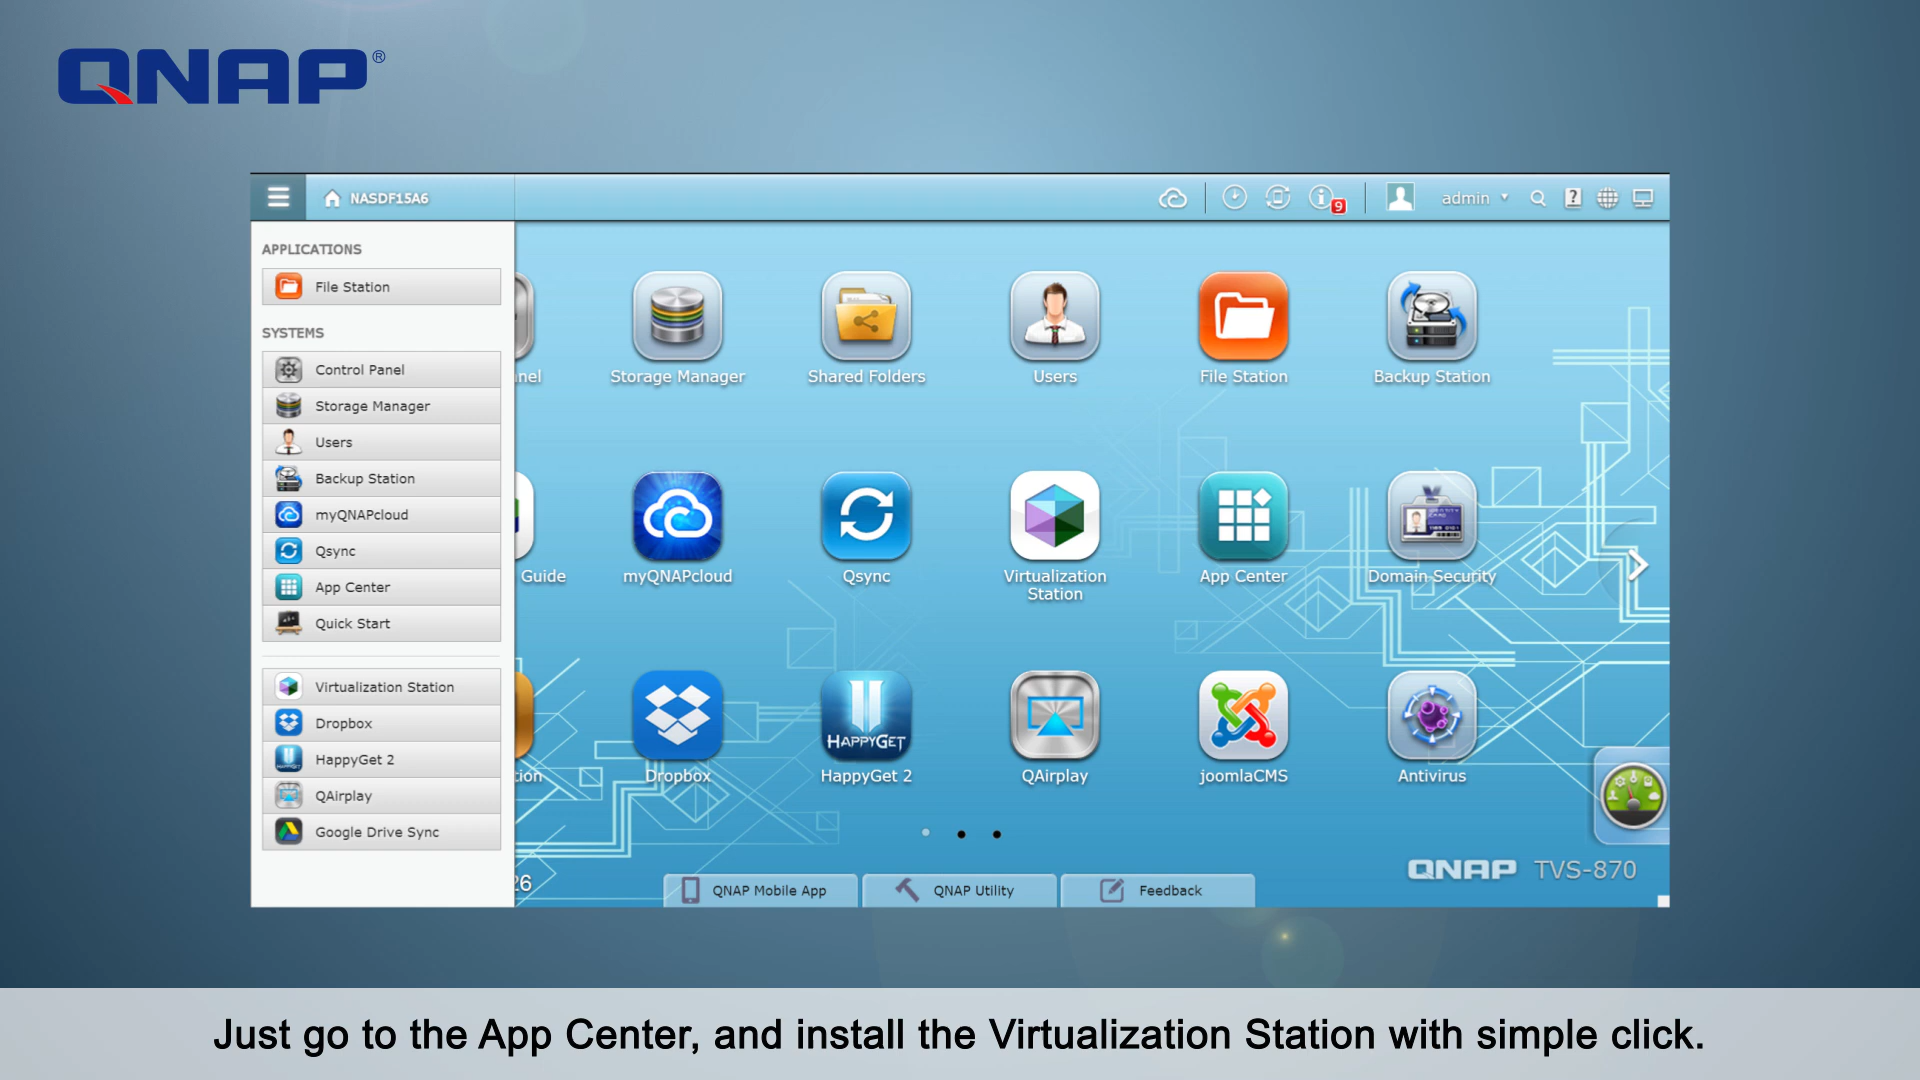 QNAP®
NASDF15A6
9
admin
?
APPLICATIONS
File Station
SYSTEMS
Control Panel
Storage Manager
Users
Backup Station
myQNAPcloud
Qsync
App Center
Quick Start
Virtualization Station
Dropbox
HappyGet 2
QAirplay
Google Drive Sync
nel
Storage Manager
Shared Folders
Users
File Station
Backup Station
Guide
myQNAPcloud
Qsync
Virtualization
Station
App Center
Domain Security
HAPPYGET
tion
Dropbox
HappyGet 2
QAirplay
joomlaCMS
Antivirus
QNAP TVS-870
26
QNAP Mobile App
QNAP Utility
Feedback
Just go to the App Center, and install the Virtualization Station with simple click.